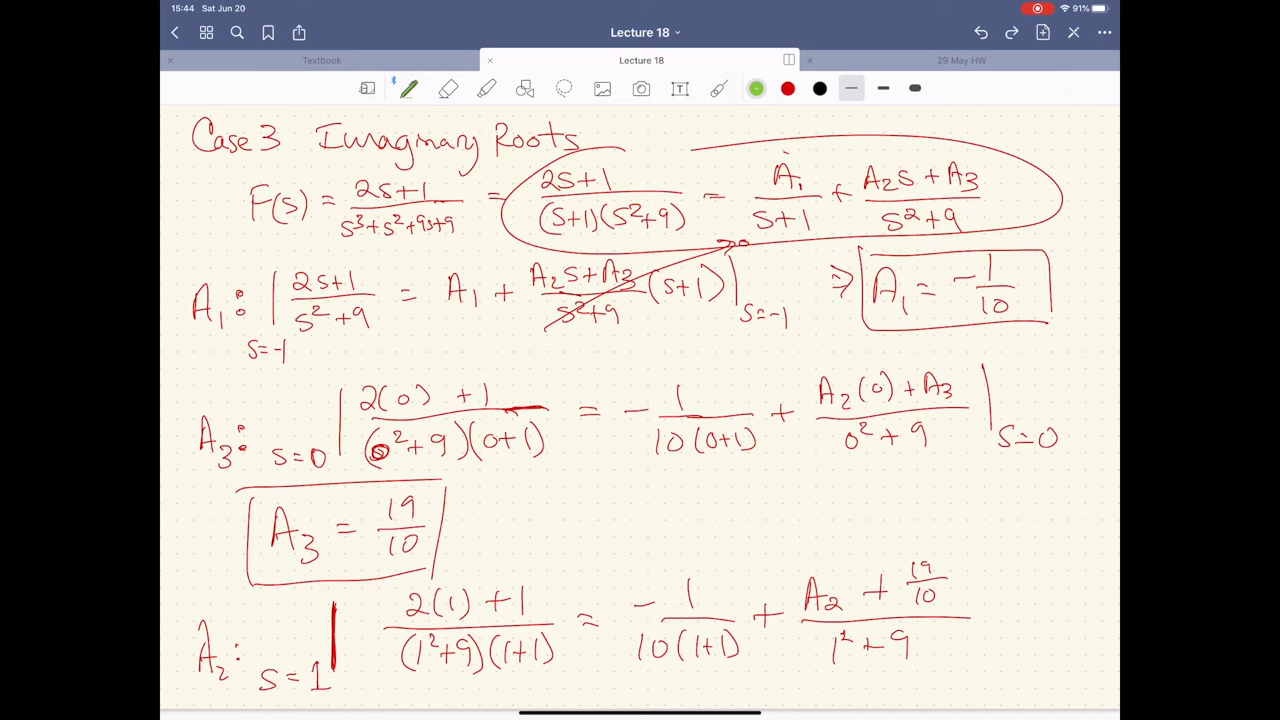 15:44 Sat Jun 20
91%
Lecture 18
Textbook
Lecture 18
29 May HW
Case 3 Imaginary Roots
F(s) = (2s+1)/(s³+s²+9s+9) = (2s+1)/((s+1)(s²+9)) = A₁/(s+1) + (A₂s + A₃)/(s²+9)
A₁: | (2s+1)/(s²+9) = A₁ + (A₂s+A₃)/(s²+9) (s+1) |s=-1 ⇒ A₁ = -1/10
s=-1
→0
A₃: s=0 | (2(0) +1)/((0²+9)(0+1)) = -1/(10(0+1)) + (A₂(0)+A₃)/(0²+9) |s=0
A₃ = 19/10
A₂: s=1 | (2(1)+1)/((1²+9)(1+1)) = -1/(10(1+1)) + (A₂ + 19/10)/(1²+9)